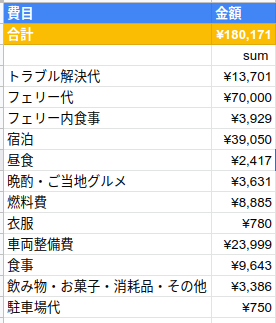 費目 金額
合計 ¥180,171
sum
トラブル解決代 ¥13,701
フェリー代 ¥70,000
フェリー内食事 ¥3,929
宿泊 ¥39,050
昼食 ¥2,417
晩酌・ご当地グルメ ¥3,631
燃料費 ¥8,885
衣服 ¥780
車両整備費 ¥23,999
食事 ¥9,643
飲み物・お菓子・消耗品・その他 ¥3,386
駐車場代 ¥750